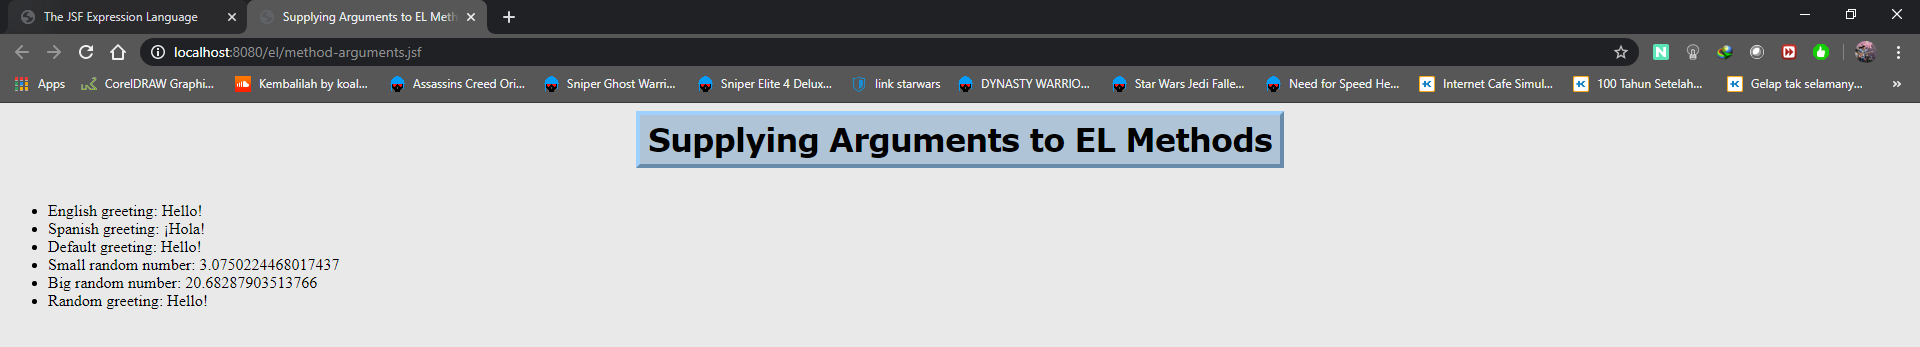 The JSF Expression Language
Supplying Arguments to EL Meth
localhost:8080/el/method-arguments.jsf
Apps CorelDRAW Graphi... Kembalilah by koal... Assassins Creed Ori... Sniper Ghost Warri... Sniper Elite 4 Delux... link starwars DYNASTY WARRIO... Star Wars Jedi Falle... Need for Speed He... Internet Cafe Simul... 100 Tahun Setelah... Gelap tak selamany... »
Supplying Arguments to EL Methods
• English greeting: Hello!
• Spanish greeting: ¡Hola!
• Default greeting: Hello!
• Small random number: 3.0750224468017437
• Big random number: 20.68287903513766
• Random greeting: Hello!